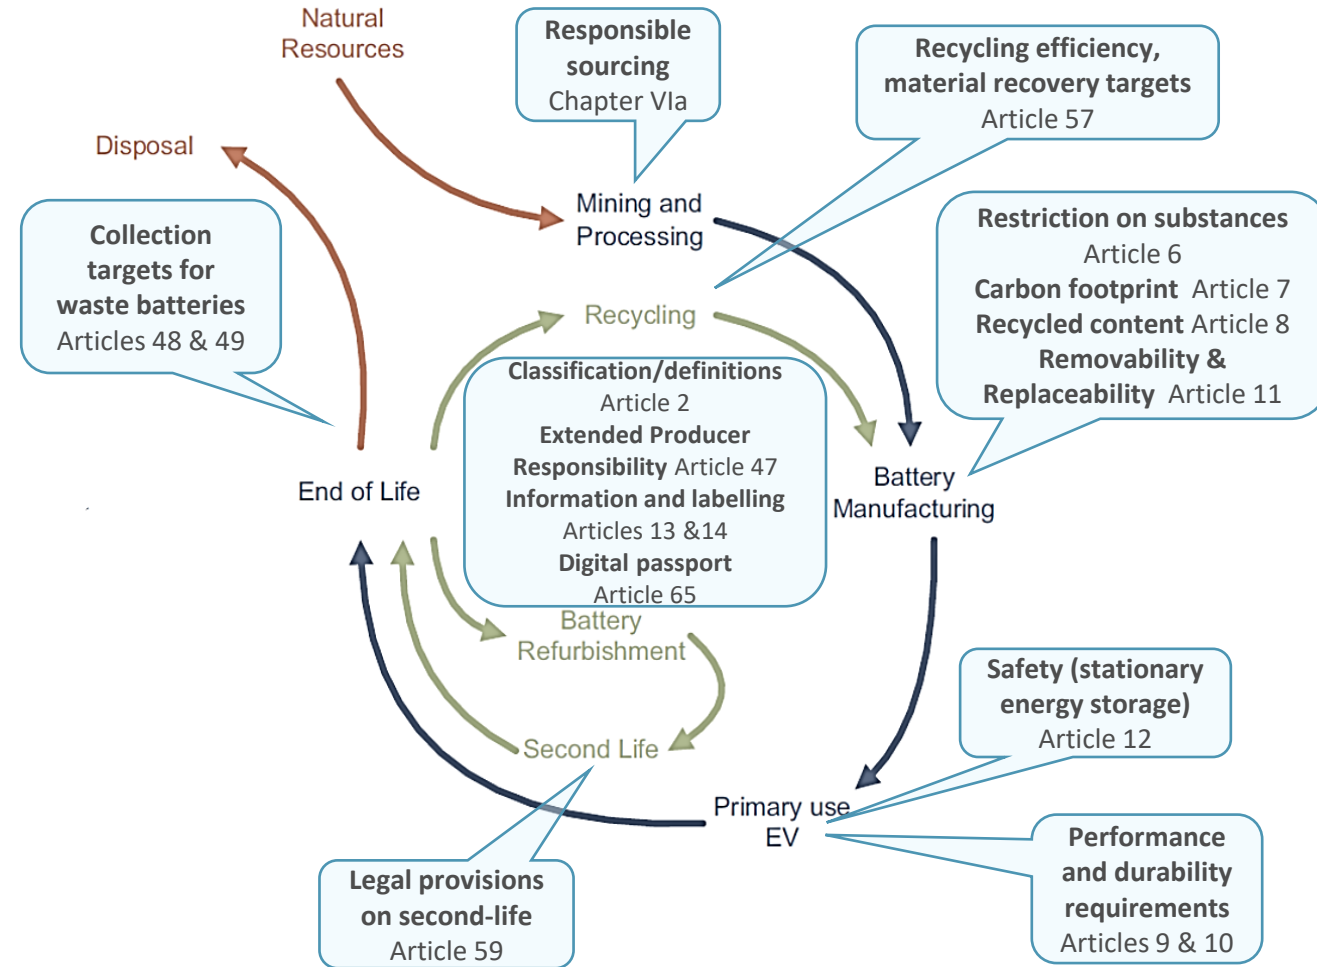 Natural
Resources
Responsible
sourcing
Chapter VIa
Recycling efficiency,
material recovery targets
Article 57
Disposal
Mining and
Processing
Collection
targets for
waste batteries
Articles 48 & 49
Restriction on substances
Article 6
Carbon footprint Article 7
Recycled content Article 8
Removability &
Replaceability Article 11
Recycling
Classification/definitions
Article 2
Extended Producer
Responsibility Article 47
Information and labelling
Articles 13 &14
Digital passport
Article 65
End of Life
Battery
Manufacturing
Battery
Refurbishment
Second Life
Safety (stationary
energy storage)
Article 12
Primary use
EV
Performance
and durability
requirements
Articles 9 & 10
Legal provisions
on second-life
Article 59